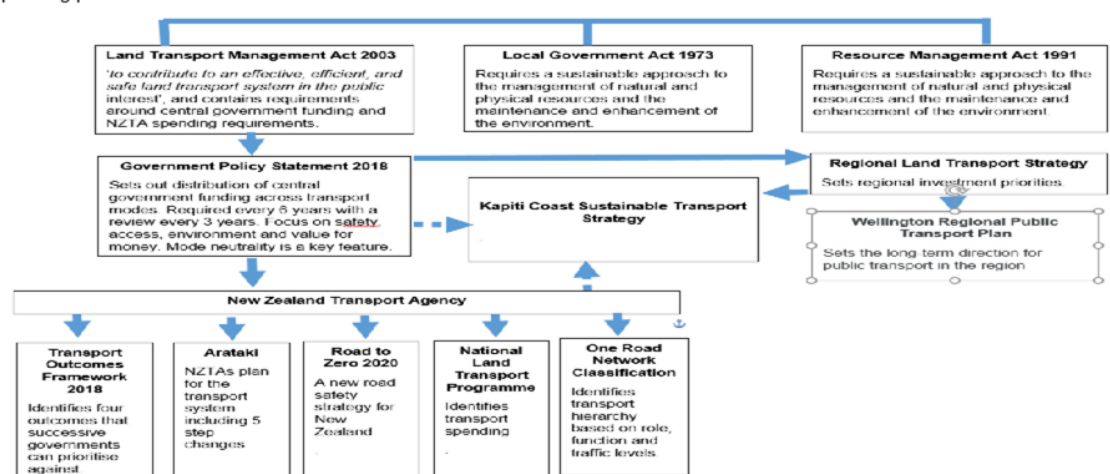 Land Transport Management Act 2003
'to contribute to an effective, efficient, and
safe land transport system in the public
interest', and contains requirements
around central government funding and
NZTA spending requirements.
Local Government Act 1973
Requires a sustainable approach to
the management of natural and
physical resources and the
maintenance and enhancement of
the environment.
Resource Management Act 1991
Requires a sustainable approach to the
management of natural and physical
resources and the maintenance and
enhancement of the environment.
Government Policy Statement 2018
Sets out distribution of central
government funding across transport
modes. Required every 6 years with a
review every 3 years. Focus on safety,
access, environment and value for
money. Mode neutrality is a key feature.
Kapiti Coast Sustainable Transport
Strategy
Regional Land Transport Strategy
Sets regional investment priorities.
Wellington Regional Public
Transport Plan
Sets the long-term direction for
public transport in the region
New Zealand Transport Agency
Transport
Outcomes
Framework
2018
Identifies four
outcomes that
successive
governments
can prioritise
against
Arataki
NZTAs plan
for the
transport
system
including 5
step
changes
Road to
Zero 2020
A new road
safety
strategy for
New
Zealand
National
Land
Transport
Programme
Identifies
transport
spending
One Road
Network
Classification
Identifies
transport
hierarchy
based on role,
function and
traffic levels.